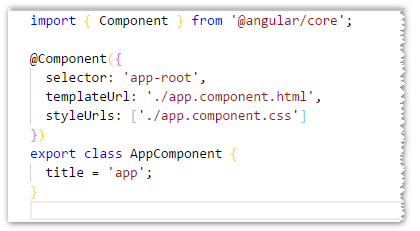 import { Component } from '@angular/core';
@Component({
selector: 'app-root',
templateUrl: './app.component.html',
styleUrls: ['./app.component.css']
})
export class AppComponent {
title = 'app';
}